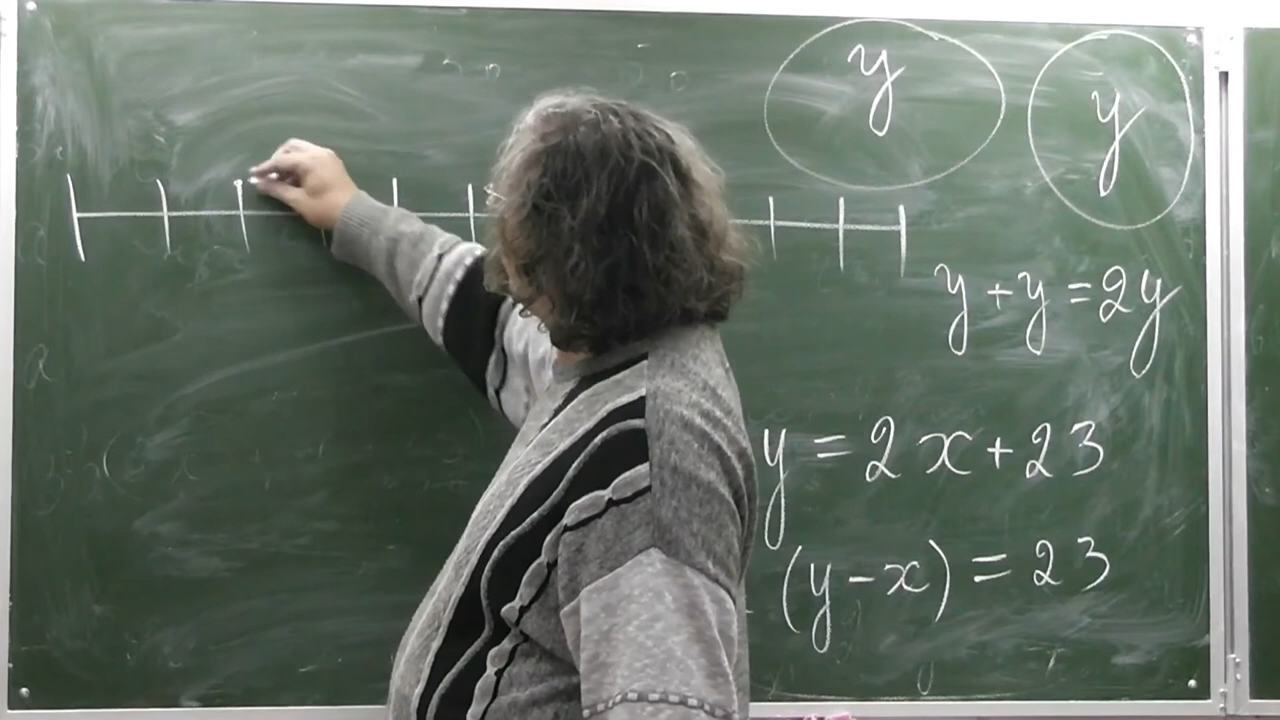 y y
y + y = 2y
y = 2x + 23
(y - x) = 23